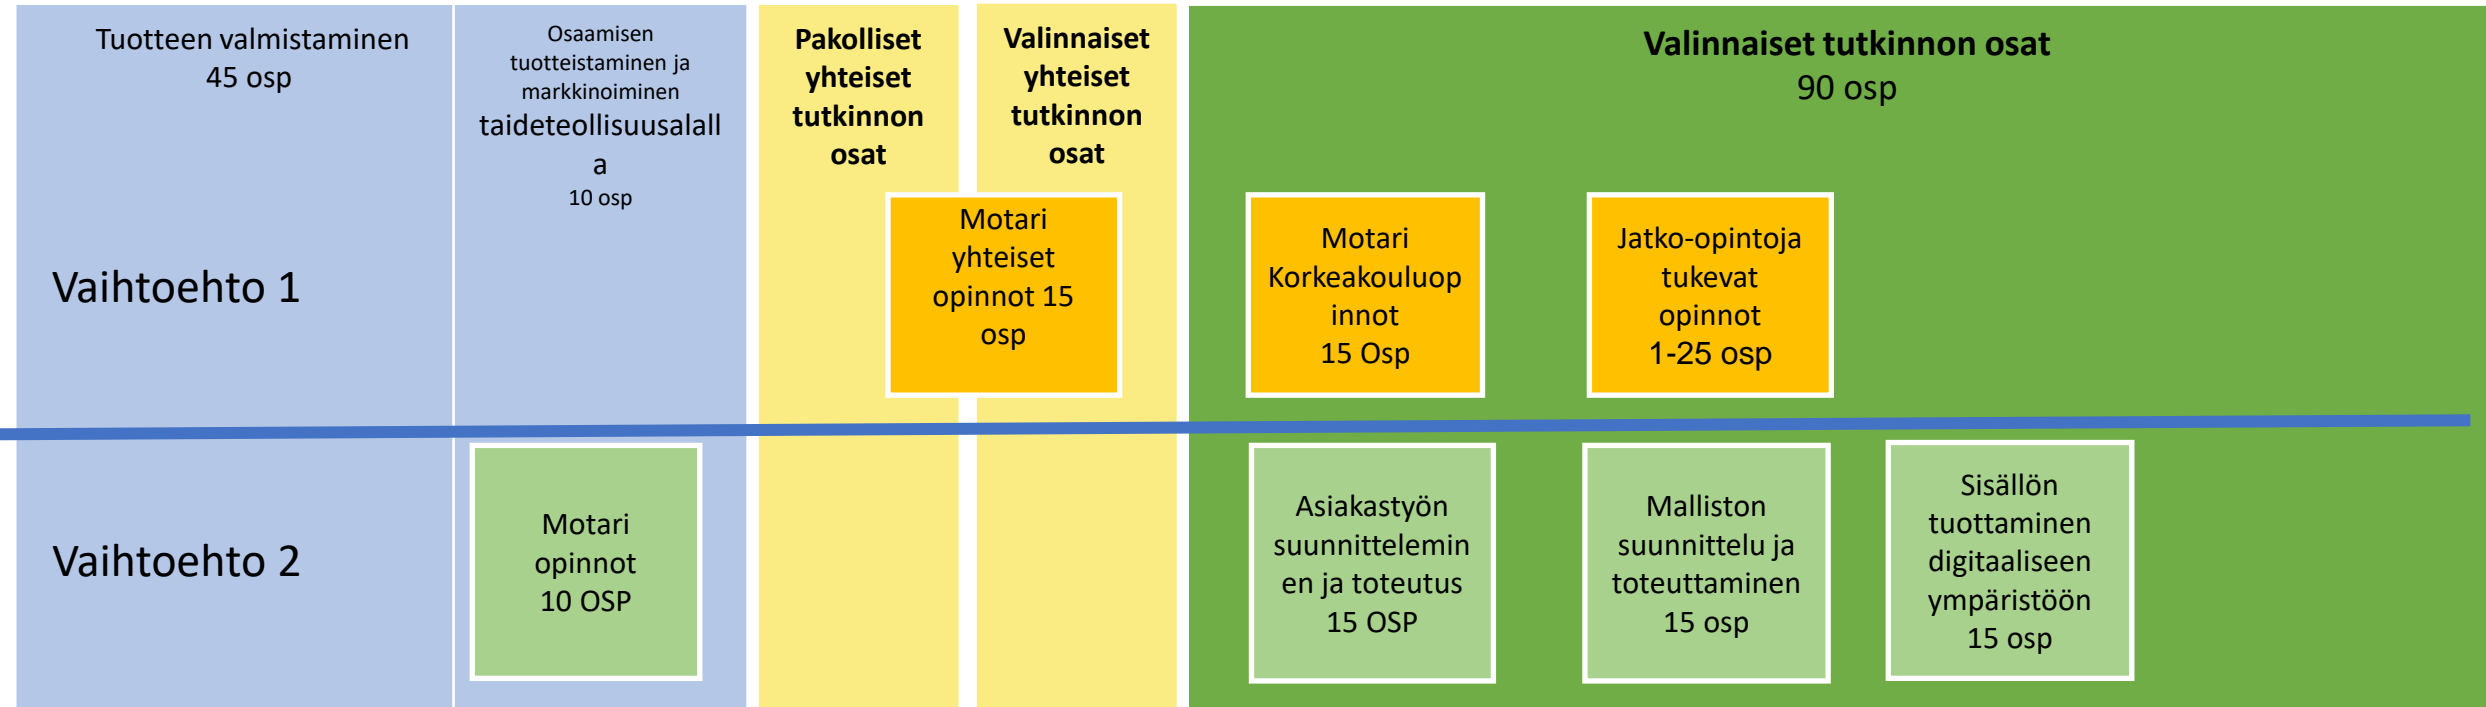 Tuotteen valmistaminen
45 osp
Osaamisen
tuotteistaminen ja
markkinoiminen
taideteollisuusalall
a
10 osp
Pakolliset
yhteiset
tutkinnon
osat
Valinnaiset
yhteiset
tutkinnon
osat
Valinnaiset tutkinnon osat
90 osp
Vaihtoehto 1
Motari
yhteiset
opinnot 15
osp
Motari
Korkeakouluop
innot
15 Osp
Jatko-opintoja
tukevat
opinnot
1-25 osp
Vaihtoehto 2
Motari
opinnot
10 OSP
Asiakastyön
suunnittelemin
en ja toteutus
15 OSP
Malliston
suunnittelu ja
toteuttaminen
15 osp
Sisällön
tuottaminen
digitaaliseen
ympäristöön
15 osp